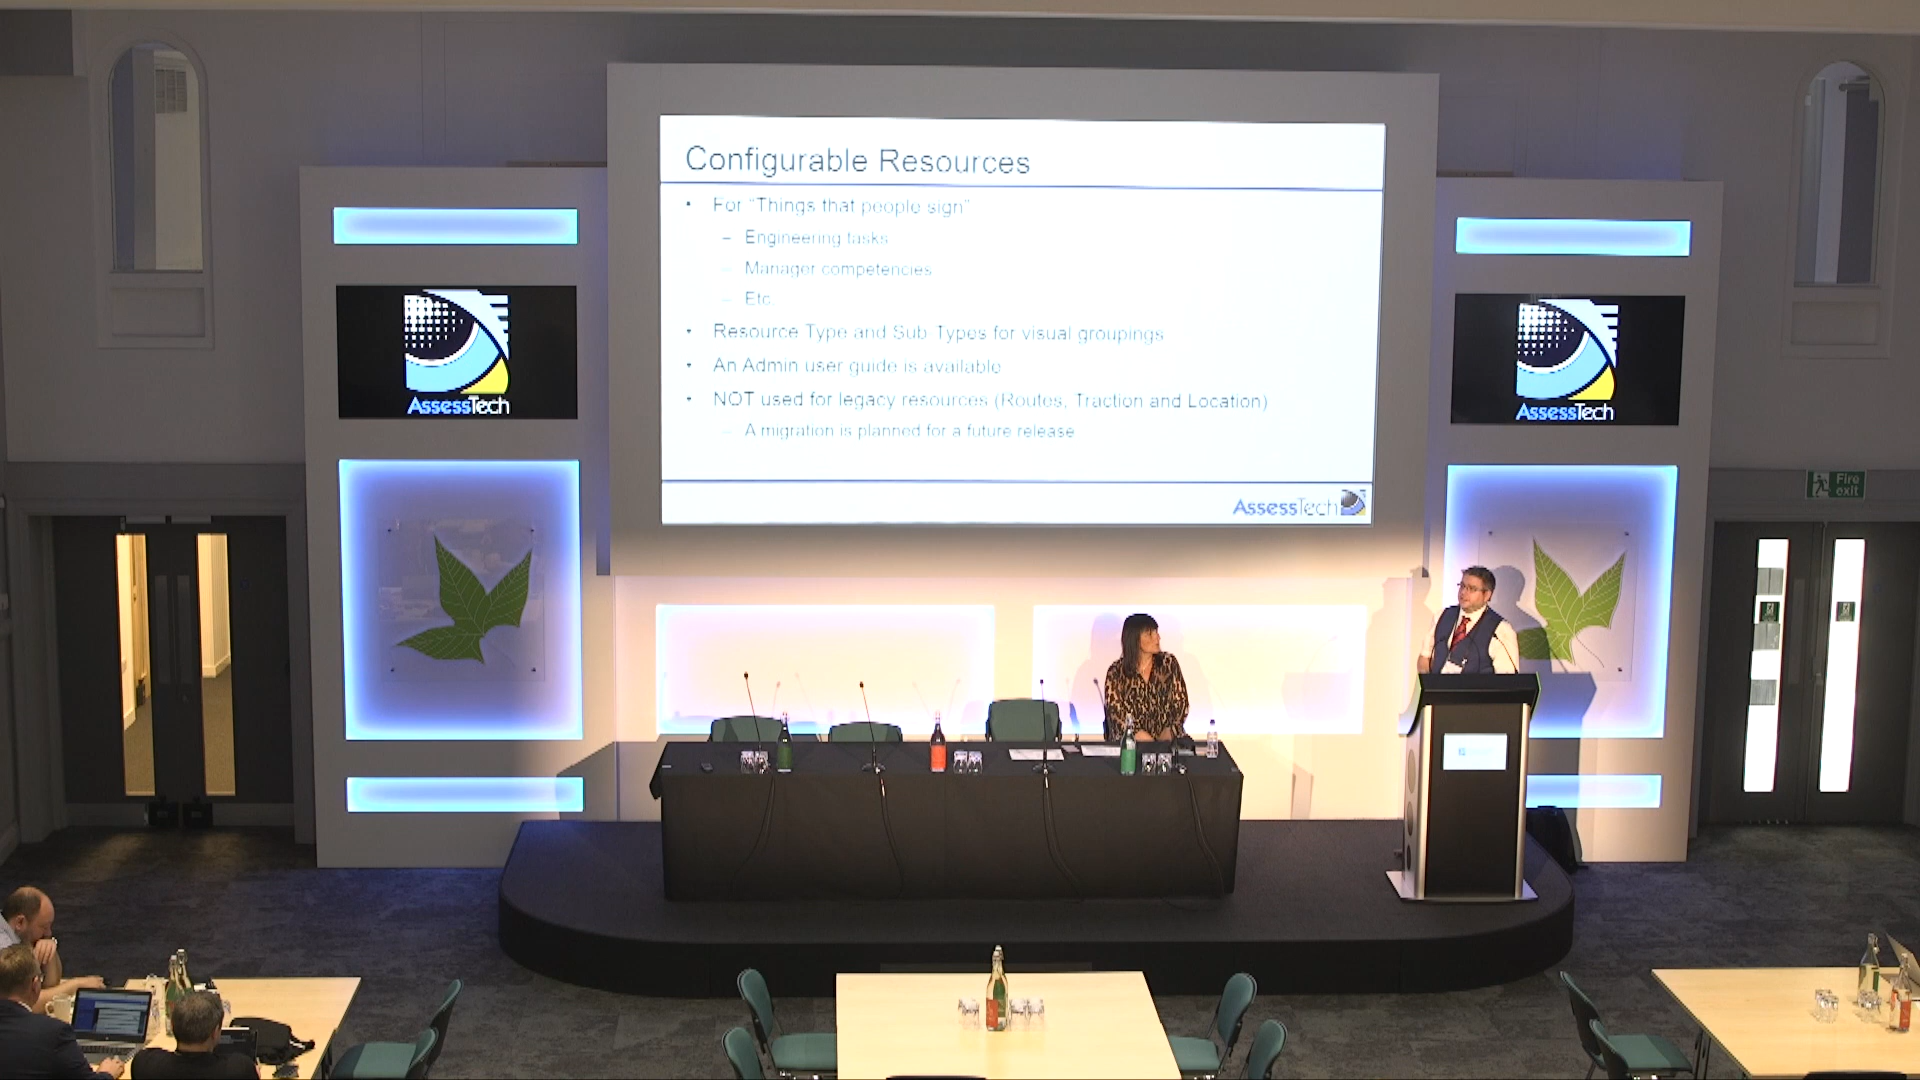 Configurable Resources
• For "Things that people sign"
– Engineering tasks
– Manager competencies
– Etc.
• Resource Type and Sub Types for visual groupings
• An Admin user guide is available
• NOT used for legacy resources (Routes, Traction and Location)
– A migration is planned for a future release
AssessTech
AssessTech
AssessTech
Fire
exit